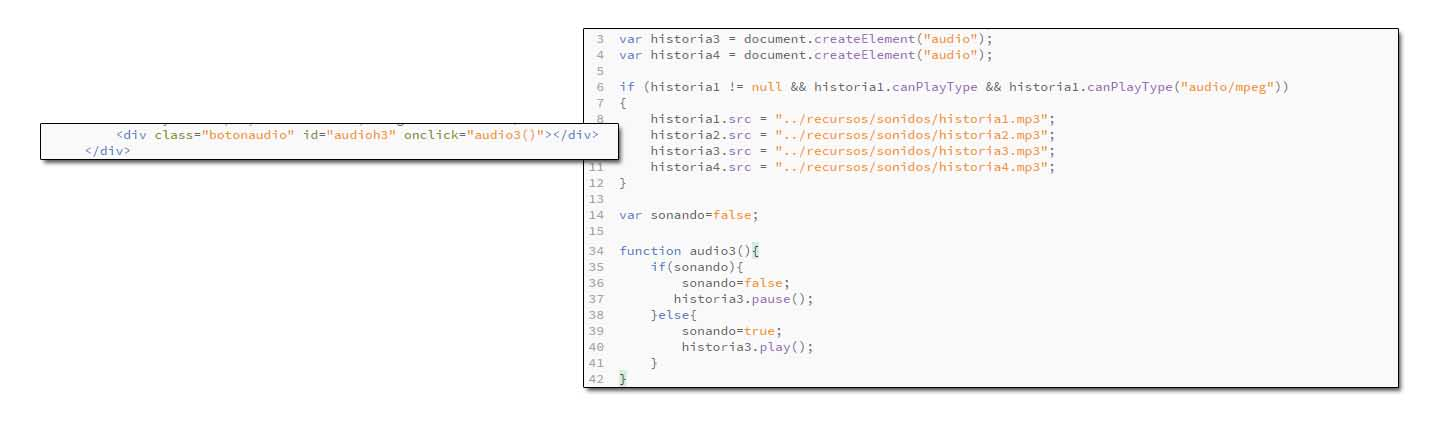 <div class="botonaudio" id="audioh3" onclick="audio3()"></div>
</div>
3 var historia3 = document.createElement("audio");
4 var historia4 = document.createElement("audio");
5
6 if (historia1 != null && historia1.canPlayType && historia1.canPlayType("audio/mpeg"))
7 {
8 historia1.src = "../recursos/sonidos/historia1.mp3";
historia2.src = "../recursos/sonidos/historia2.mp3";
historia3.src = "../recursos/sonidos/historia3.mp3";
11 historia4.src = "../recursos/sonidos/historia4.mp3";
12 }
13
14 var sonando=false;
15
34 function audio3(){
35 if(sonando){
36 sonando=false;
37 historia3.pause();
38 }else{
39 sonando=true;
40 historia3.play();
41 }
42 }